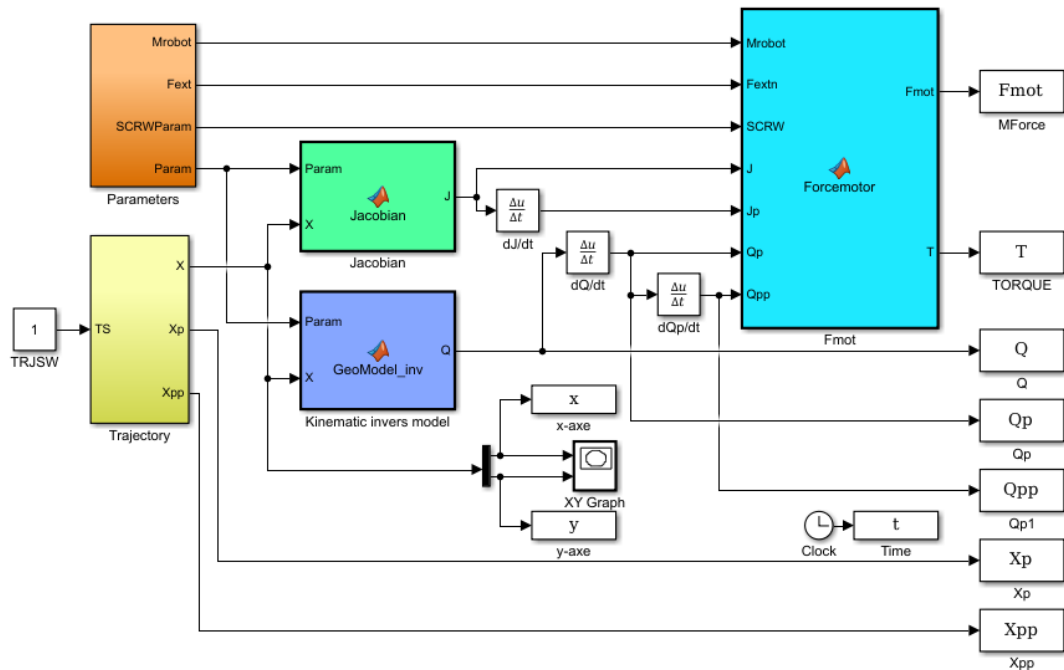 Mrobot
Fext
SCRWParam
Param
Parameters
Param
X
Jacobian
J
Jacobian
Δu
Δt
dJ/dt
Δu
Δt
dQ/dt
Δu
Δt
dQp/dt
Mrobot
Fextn
SCRW
J
Jp
Qp
Qpp
Forcemotor
Fmot
T
Fmot
Fmot
MForce
T
TORQUE
1
TRJSW
TS
X
Xp
Xpp
Trajectory
Param
X
GeoModel_inv
Q
Kinematic invers model
Q
Q
Qp
Qp
Qpp
Qp1
x
x-axe
XY Graph
y
y-axe
Clock
t
Time
Xp
Xp
Xpp
Xpp